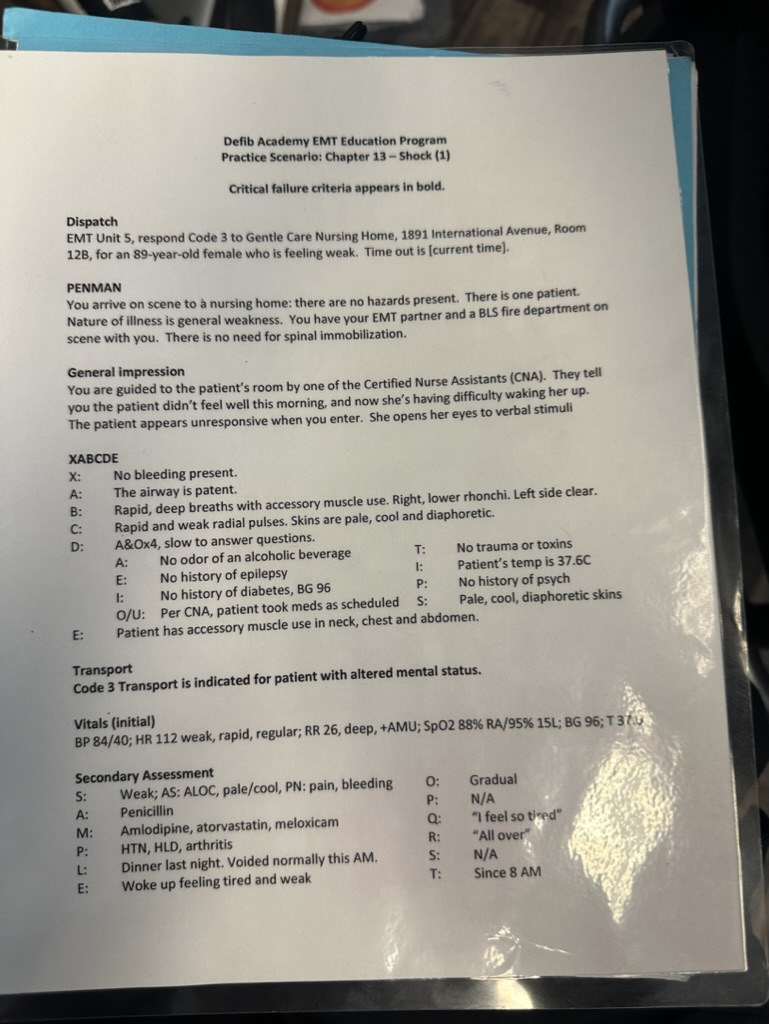 Defib Academy EMT Education Program
Practice Scenario: Chapter 13 – Shock (1)
Critical failure criteria appears in bold.
Dispatch
EMT Unit 5, respond Code 3 to Gentle Care Nursing Home, 1891 International Avenue, Room
12B, for an 89-year-old female who is feeling weak. Time out is [current time].
PENMAN
You arrive on scene to a nursing home: there are no hazards present. There is one patient.
Nature of illness is general weakness. You have your EMT partner and a BLS fire department on
scene with you. There is no need for spinal immobilization.
General impression
You are guided to the patient's room by one of the Certified Nurse Assistants (CNA). They tell
you the patient didn't feel well this morning, and now she's having difficulty waking her up.
The patient appears unresponsive when you enter. She opens her eyes to verbal stimuli
XABCDE
X: No bleeding present.
A: The airway is patent.
B: Rapid, deep breaths with accessory muscle use. Right, lower rhonchi. Left side clear.
C: Rapid and weak radial pulses. Skins are pale, cool and diaphoretic.
D: A&Ox4, slow to answer questions.
A: No odor of an alcoholic beverage T: No trauma or toxins
E: No history of epilepsy I: Patient's temp is 37.6C
I: No history of diabetes, BG 96 P: No history of psych
O/U: Per CNA, patient took meds as scheduled S: Pale, cool, diaphoretic skins
E: Patient has accessory muscle use in neck, chest and abdomen.
Transport
Code 3 Transport is indicated for patient with altered mental status.
Vitals (initial)
BP 84/40; HR 112 weak, rapid, regular; RR 26, deep, +AMU; SpO2 88% RA/95% 15L; BG 96; T
Secondary Assessment
S: Weak; AS: ALOC, pale/cool, PN: pain, bleeding O: Gradual
A: Penicillin P: N/A
M: Amlodipine, atorvastatin, meloxicam Q: "I feel so tired"
P: HTN, HLD, arthritis R: "All over"
L: Dinner last night. Voided normally this AM. S: N/A
E: Woke up feeling tired and weak T: Since 8 AM